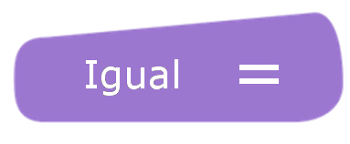 Igual =